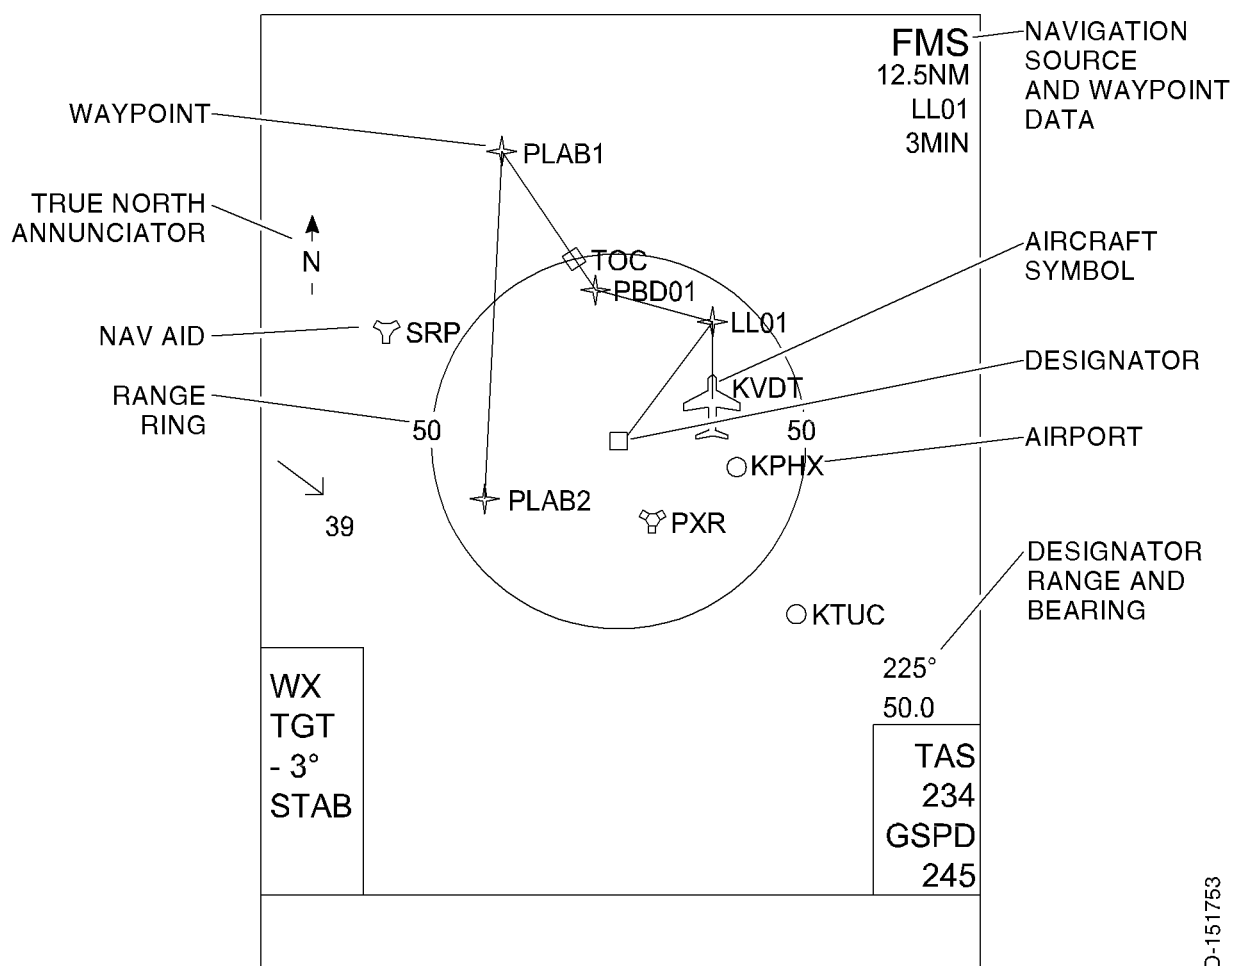 FMS
12.5NM
LL01
3MIN
NAVIGATION
SOURCE
AND WAYPOINT
DATA
WAYPOINT
PLAB1
TRUE NORTH
ANNUNCIATOR
N
AIRCRAFT
SYMBOL
TOC
PBD01
LL01
NAV AID
SRP
DESIGNATOR
RANGE
RING
KVDT
50
50
AIRPORT
KPHX
39
PLAB2
PXR
DESIGNATOR
RANGE AND
BEARING
KTUC
225°
50.0
WX
TGT
- 3°
STAB
TAS
234
GSPD
245